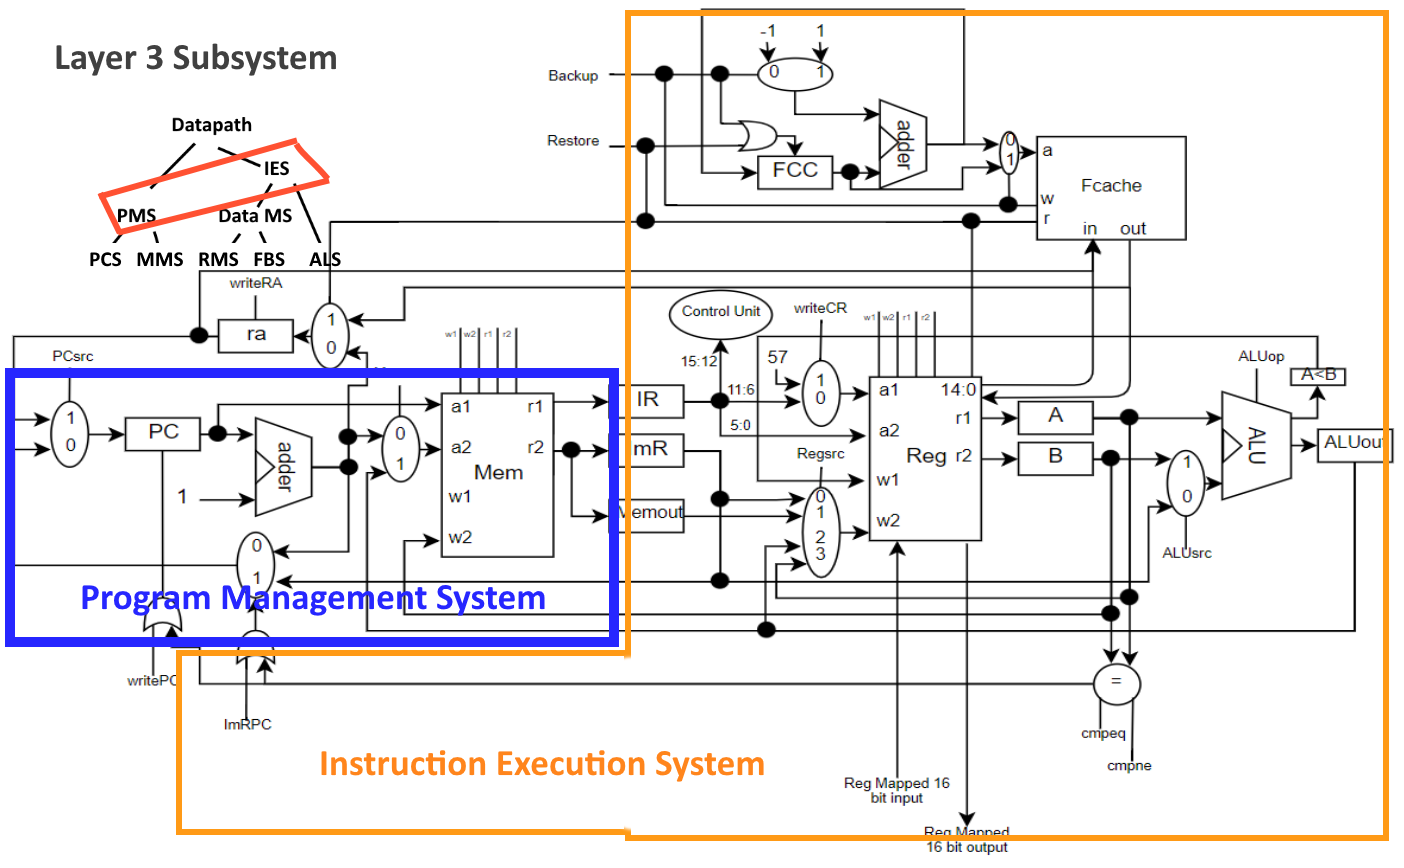 Layer 3 Subsystem
Datapath
IES
PMS
Data MS
PCS MMS RMS FBS ALS
-1 1
Backup
0 1
Restore
adder
FCC
0
1
a
Fcache
w
r
in out
writeRA
ra
1
0
PCsrc
w1 w2 r1 r2
Control Unit
writeCR
w1 w2 r1 r2
15:12
57
ALUop
A<B
1
0
PC
adder
1
0
1
a1
a2
Mem
w1
w2
r1
r2
IR
mR
Memout
11:6
5:0
1
0
Regsrc
0
1
2
3
a1
a2
Reg
w1
w2
14:0
r1
r2
A
B
1
0
ALU
ALUout
ALUsrc
0
1
Program Management System
writePC
ImRPC
=
cmpeq
cmpne
Instruction Execution System
Reg Mapped 16
bit input
Reg Mapped
16 bit output